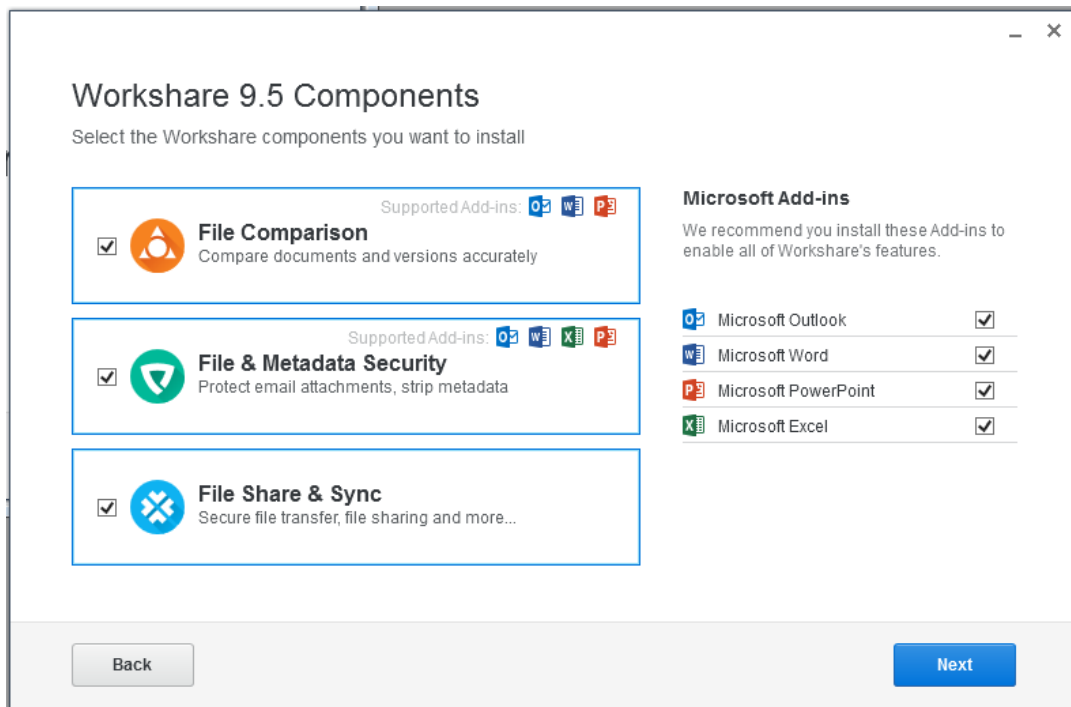 Workshare 9.5 Components
Select the Workshare components you want to install
Supported Add-ins:
File Comparison
Compare documents and versions accurately
Supported Add-ins:
File & Metadata Security
Protect email attachments, strip metadata
File Share & Sync
Secure file transfer, file sharing and more...
Microsoft Add-ins
We recommend you install these Add-ins to
enable all of Workshare's features.
Microsoft Outlook
Microsoft Word
Microsoft PowerPoint
Microsoft Excel
Back
Next